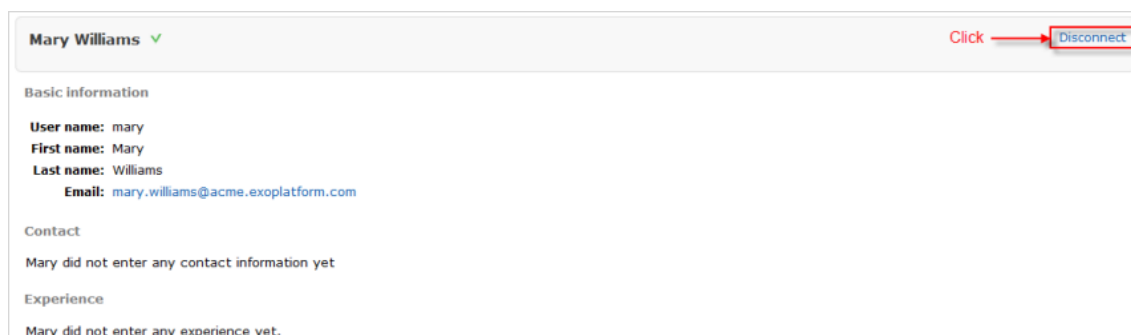 Mary Williams
Click
Disconnect
Basic information
User name: mary
First name: Mary
Last name: Williams
Email: mary.williams@acme.exoplatform.com
Contact
Mary did not enter any contact information yet
Experience
Mary did not enter any experience yet.